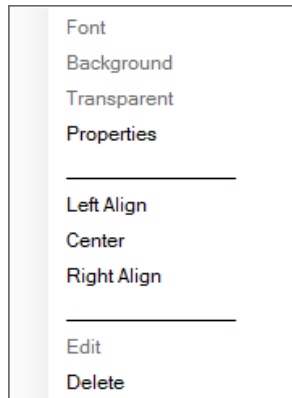 Font
Background
Transparent
Properties
Left Align
Center
Right Align
Edit
Delete